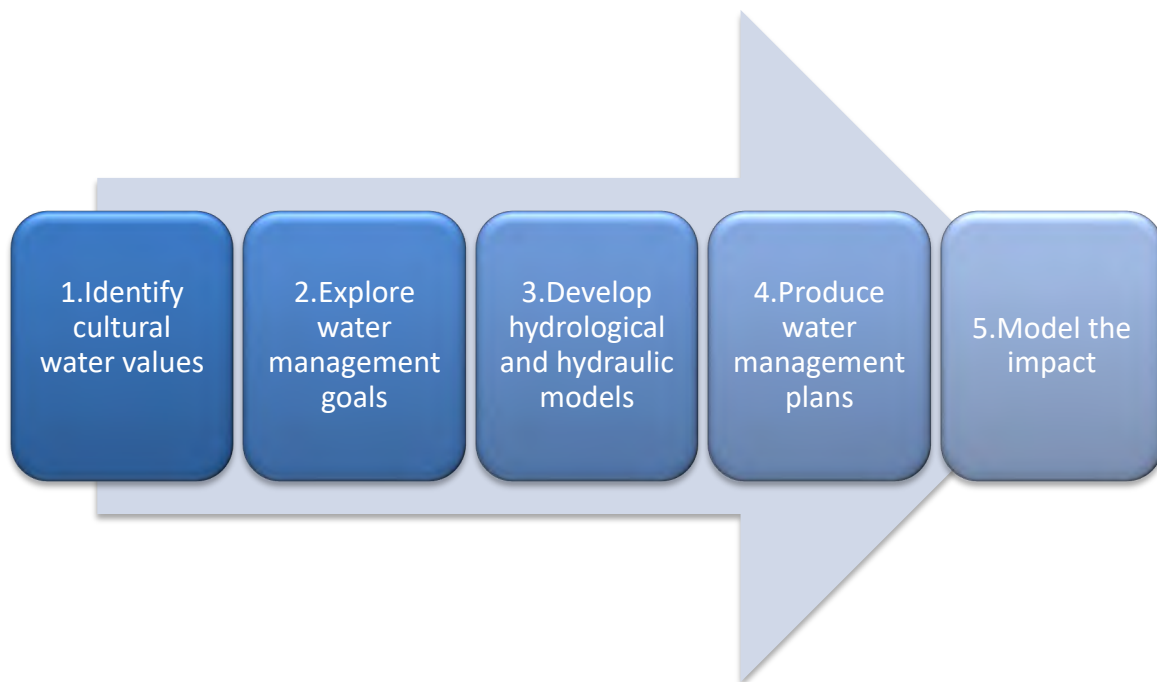 1.Identify
cultural
water values
2.Explore
water
management
goals
3.Develop
hydrological
and hydraulic
models
4.Produce
water
management
plans
5.Model the
impact